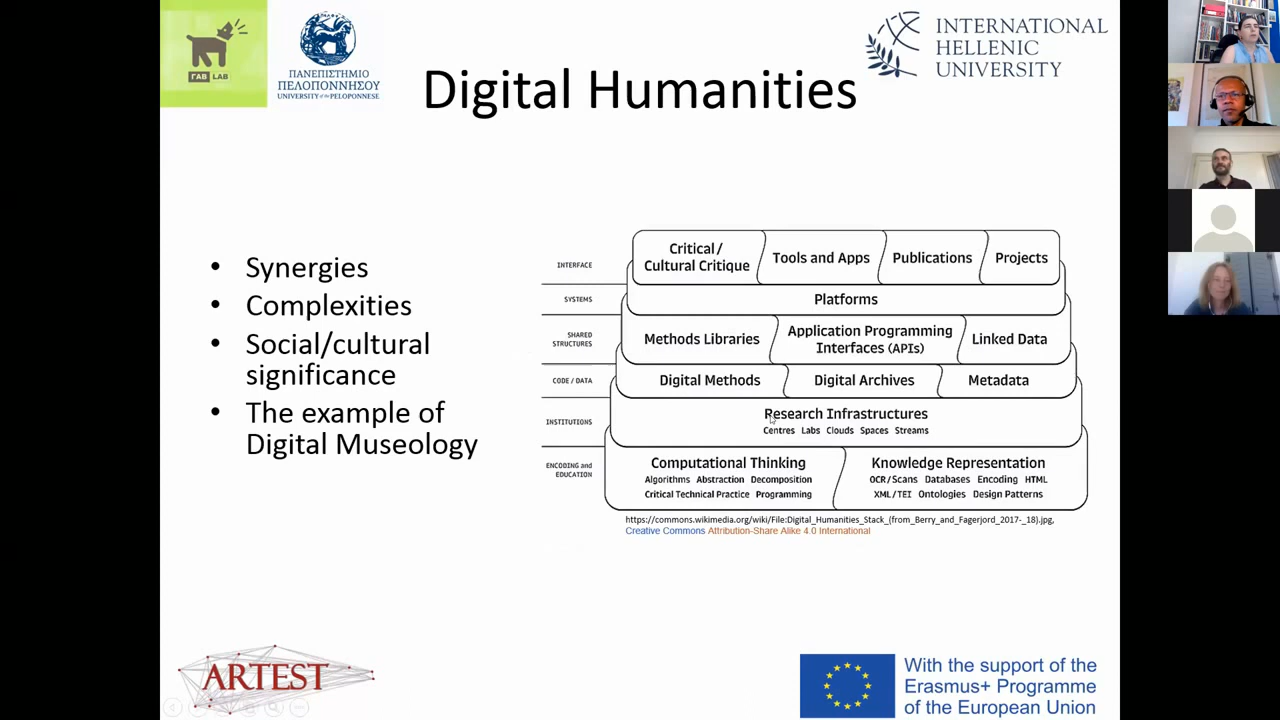 ΓΑΒ LAB
ΠΑΝΕΠΙΣΤΗΜΙΟ
ΠΕΛΟΠΟΝΝΗΣΟΥ
UNIVERSITY of the PELOPONNESE
INTERNATIONAL
HELLENIC
UNIVERSITY
Digital Humanities
• Synergies
• Complexities
• Social/cultural
significance
• The example of
Digital Museology
INTERFACE
Critical /
Cultural Critique
Tools and Apps
Publications
Projects
SYSTEMS
Platforms
SHARED
STRUCTURES
Methods Libraries
Application Programming
Interfaces (APIs)
Linked Data
CODE / DATA
Digital Methods
Digital Archives
Metadata
INSTITUTIONS
Research Infrastructures
Centres Labs Clouds Spaces Streams
ENCODING and
EDUCATION
Computational Thinking
Algorithms Abstraction Decomposition
Critical Technical Practice Programming
Knowledge Representation
OCR/Scans Databases Encoding HTML
XML/TEI Ontologies Design Patterns
https://commons.wikimedia.org/wiki/File:Digital_Humanities_Stack_(from_Berry_and_Fagerjord_2017-_18).jpg,
Creative Commons Attribution-Share Alike 4.0 International
ARTEST
With the support of the
Erasmus+ Programme
of the European Union